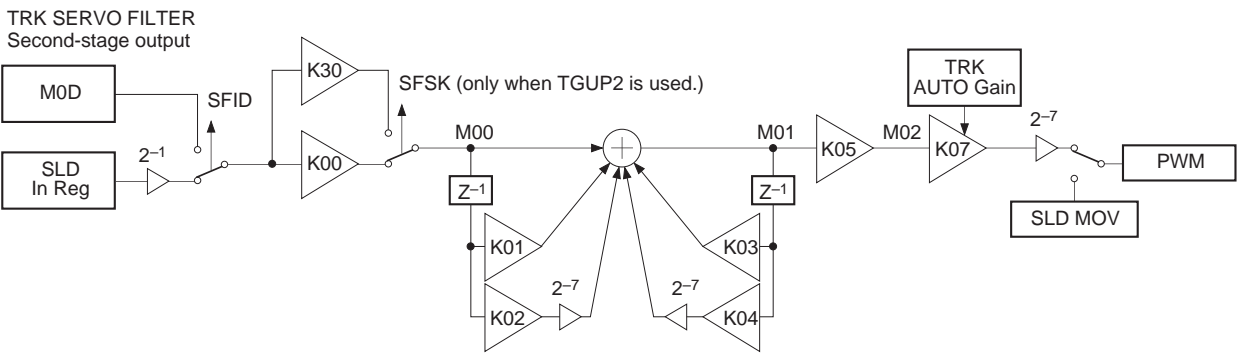 TRK SERVO FILTER
Second-stage output
M0D
SLD
In Reg
2–1
SFID
K30
K00
SFSK (only when TGUP2 is used.)
M00
Z–1
K01
K02
2–7
M01
Z–1
K03
K04
2–7
K05
M02
TRK
AUTO Gain
K07
2–7
PWM
SLD MOV